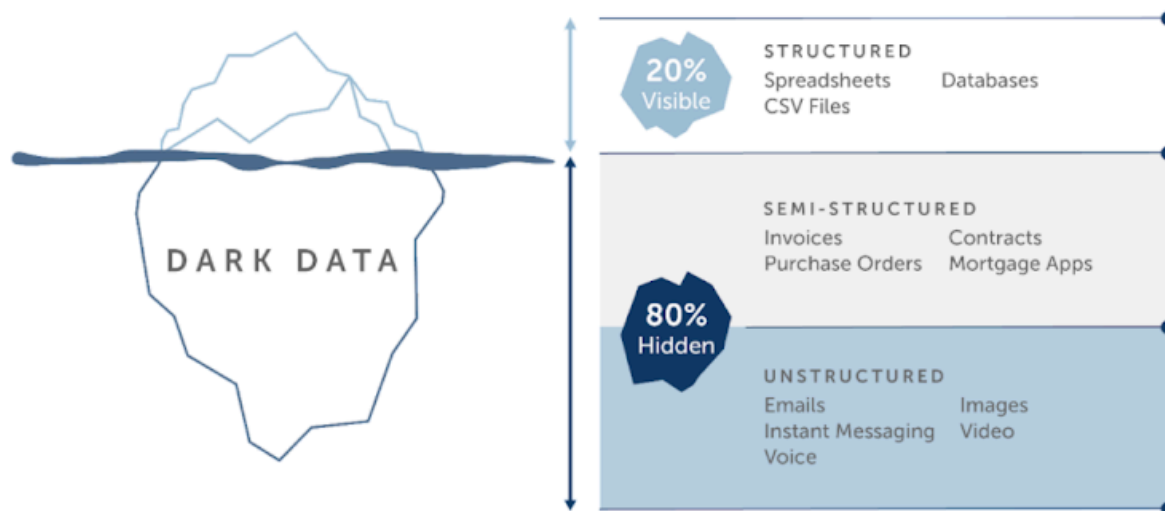 DARK DATA
20%
Visible
STRUCTURED
Spreadsheets Databases
CSV Files
80%
Hidden
SEMI-STRUCTURED
Invoices Contracts
Purchase Orders Mortgage Apps
UNSTRUCTURED
Emails Images
Instant Messaging Video
Voice